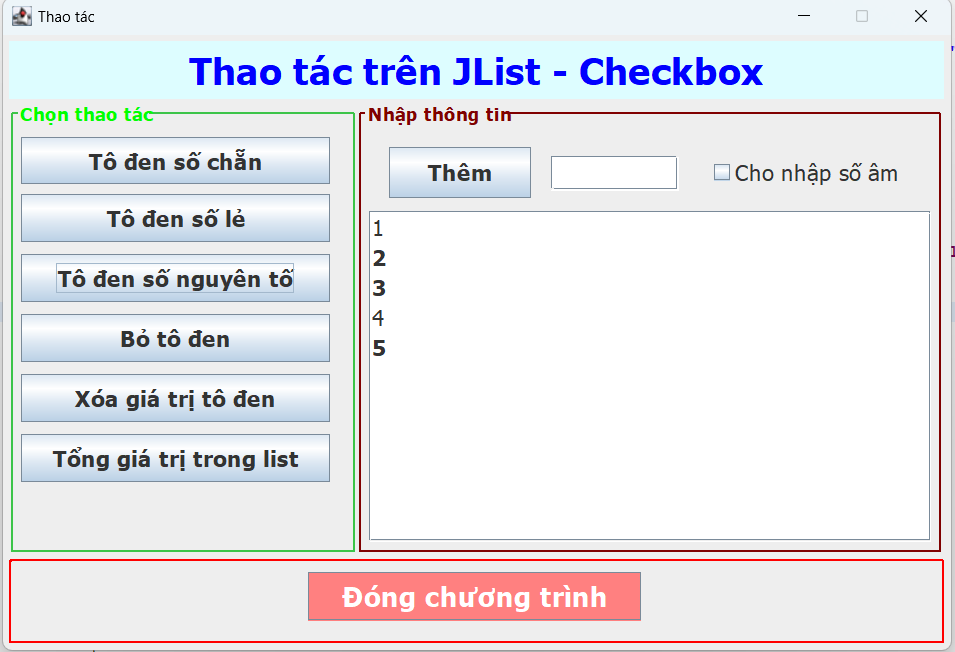 Thao tác
Thao tác trên JList - Checkbox
Chọn thao tác
Tô đen số chẵn
Tô đen số lẻ
Tô đen số nguyên tố
Bỏ tô đen
Xóa giá trị tô đen
Tổng giá trị trong list
Nhập thông tin
Thêm
Cho nhập số âm
1
2
3
4
5
Đóng chương trình